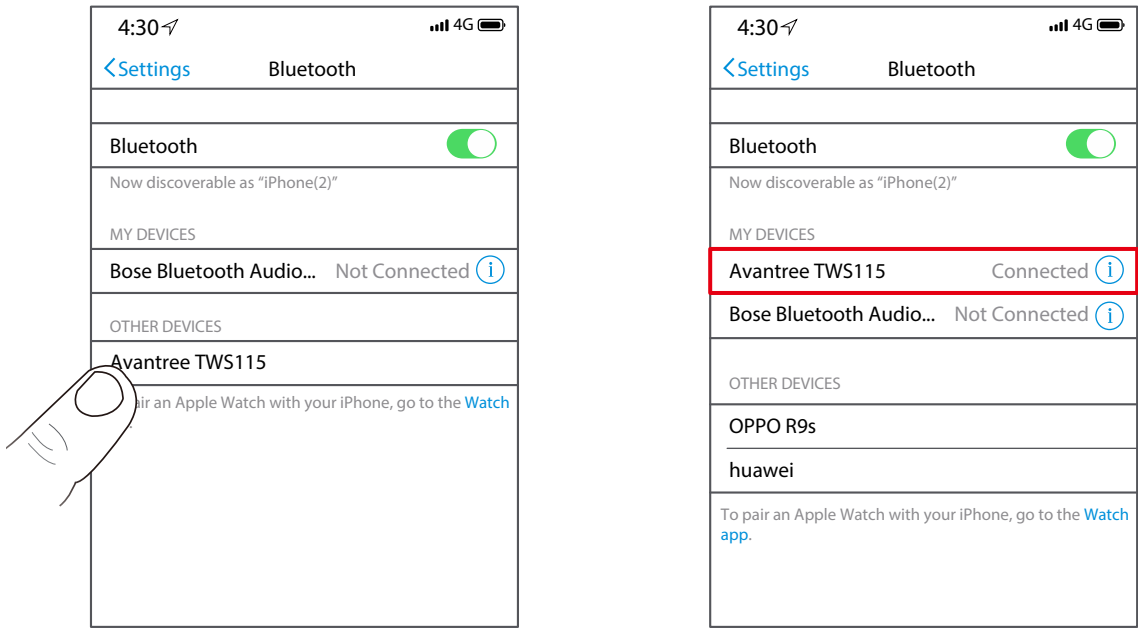 4:30 4G
Settings Bluetooth
Bluetooth
Now discoverable as “iPhone(2)”
MY DEVICES
Bose Bluetooth Audio... Not Connected i
OTHER DEVICES
Avantree TWS115
air an Apple Watch with your iPhone, go to the Watch
.
4:30 4G
Settings Bluetooth
Bluetooth
Now discoverable as “iPhone(2)”
MY DEVICES
Avantree TWS115 Connected i
Bose Bluetooth Audio... Not Connected i
OTHER DEVICES
OPPO R9s
huawei
To pair an Apple Watch with your iPhone, go to the Watch
app.